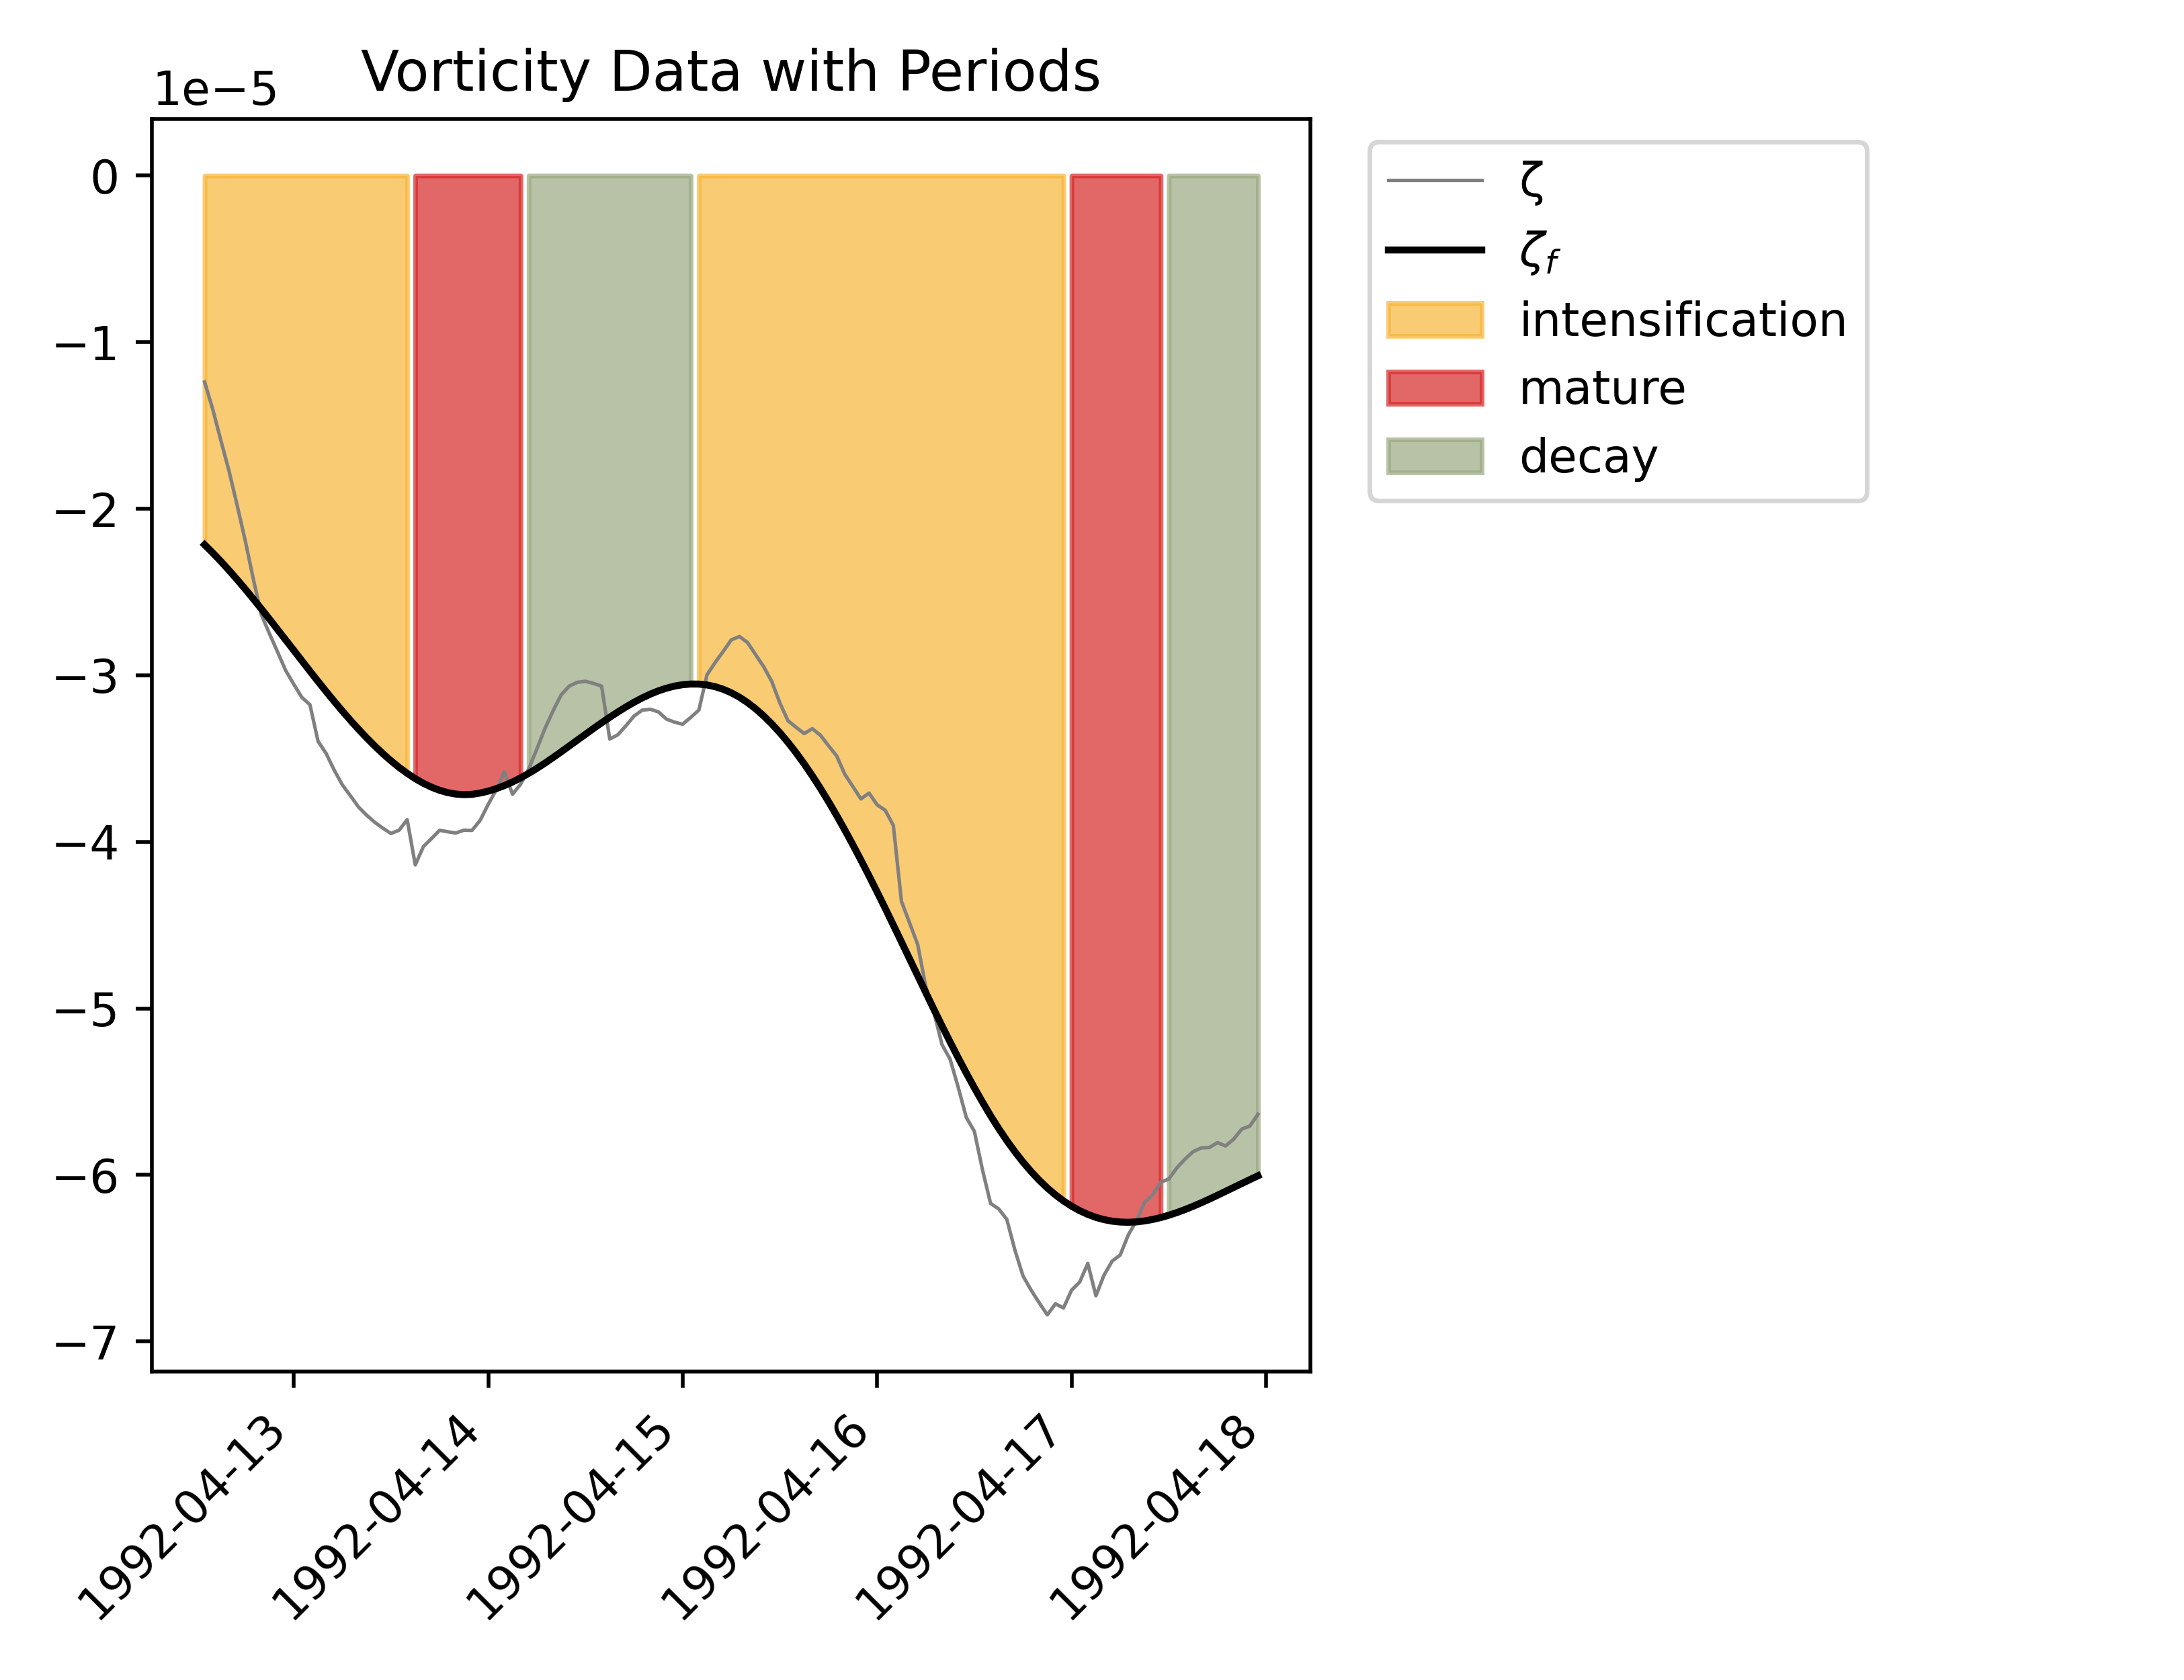 Vorticity Data with Periods
1e−5
0
−1
−2
−3
−4
−5
−6
−7
1992-04-13
1992-04-14
1992-04-15
1992-04-16
1992-04-17
1992-04-18
ζ
ζf
intensification
mature
decay